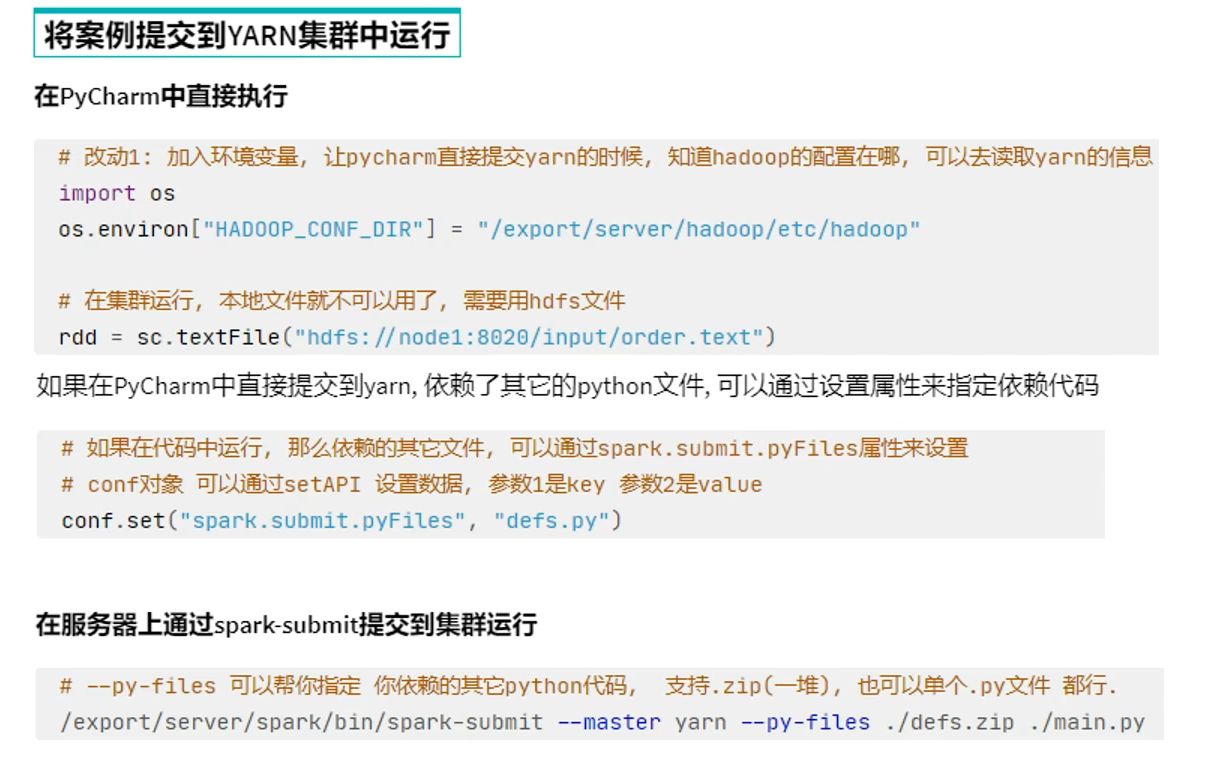 将案例提交到YARN集群中运行
在PyCharm中直接执行
# 改动1: 加入环境变量, 让pycharm直接提交yarn的时候, 知道hadoop的配置在哪, 可以去读取yarn的信息
import os
os.environ["HADOOP_CONF_DIR"] = "/export/server/hadoop/etc/hadoop"
# 在集群运行, 本地文件就不可以用了, 需要用hdfs文件
rdd = sc.textFile("hdfs://node1:8020/input/order.text")
如果在PyCharm中直接提交到yarn, 依赖了其它的python文件, 可以通过设置属性来指定依赖代码
# 如果在代码中运行, 那么依赖的其它文件, 可以通过spark.submit.pyFiles属性来设置
# conf对象 可以通过setAPI 设置数据, 参数1是key 参数2是value
conf.set("spark.submit.pyFiles", "defs.py")
在服务器上通过spark-submit提交到集群运行
# --py-files 可以帮你指定 你依赖的其它python代码, 支持.zip(一堆), 也可以单个.py文件 都行.
/export/server/spark/bin/spark-submit --master yarn --py-files ./defs.zip ./main.py